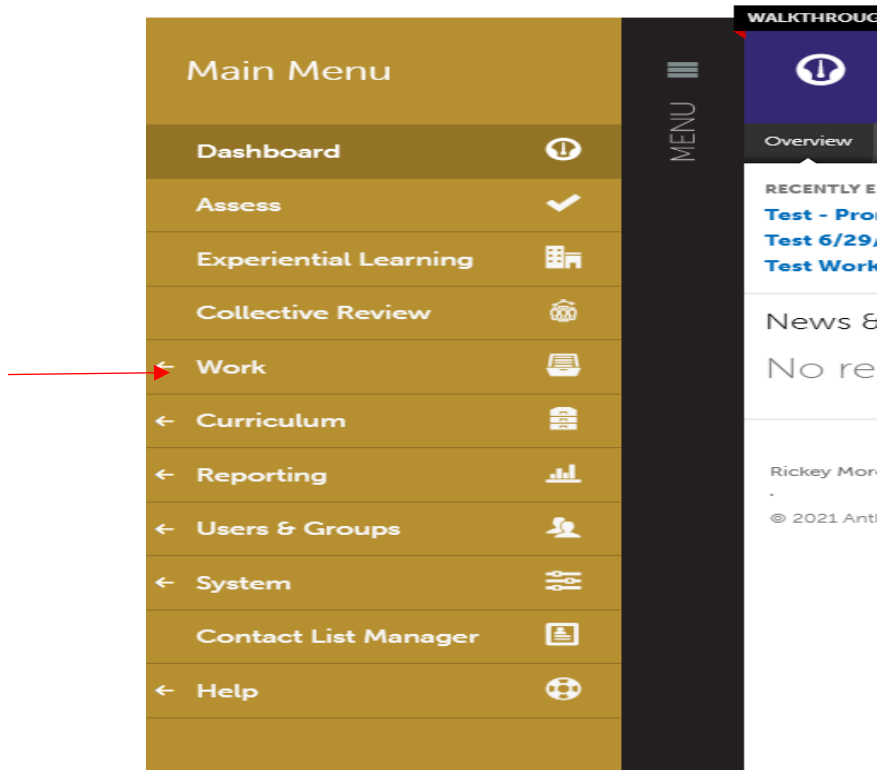 WALKTHROUG
Main Menu
MENU
Dashboard
Overview
Assess
RECENTLY E
Test - Pro
Test 6/29/
Test Work
Experiential Learning
Collective Review
News &
Work
No re
Curriculum
Reporting
Rickey Mor
Users & Groups
© 2021 Ant
System
Contact List Manager
Help